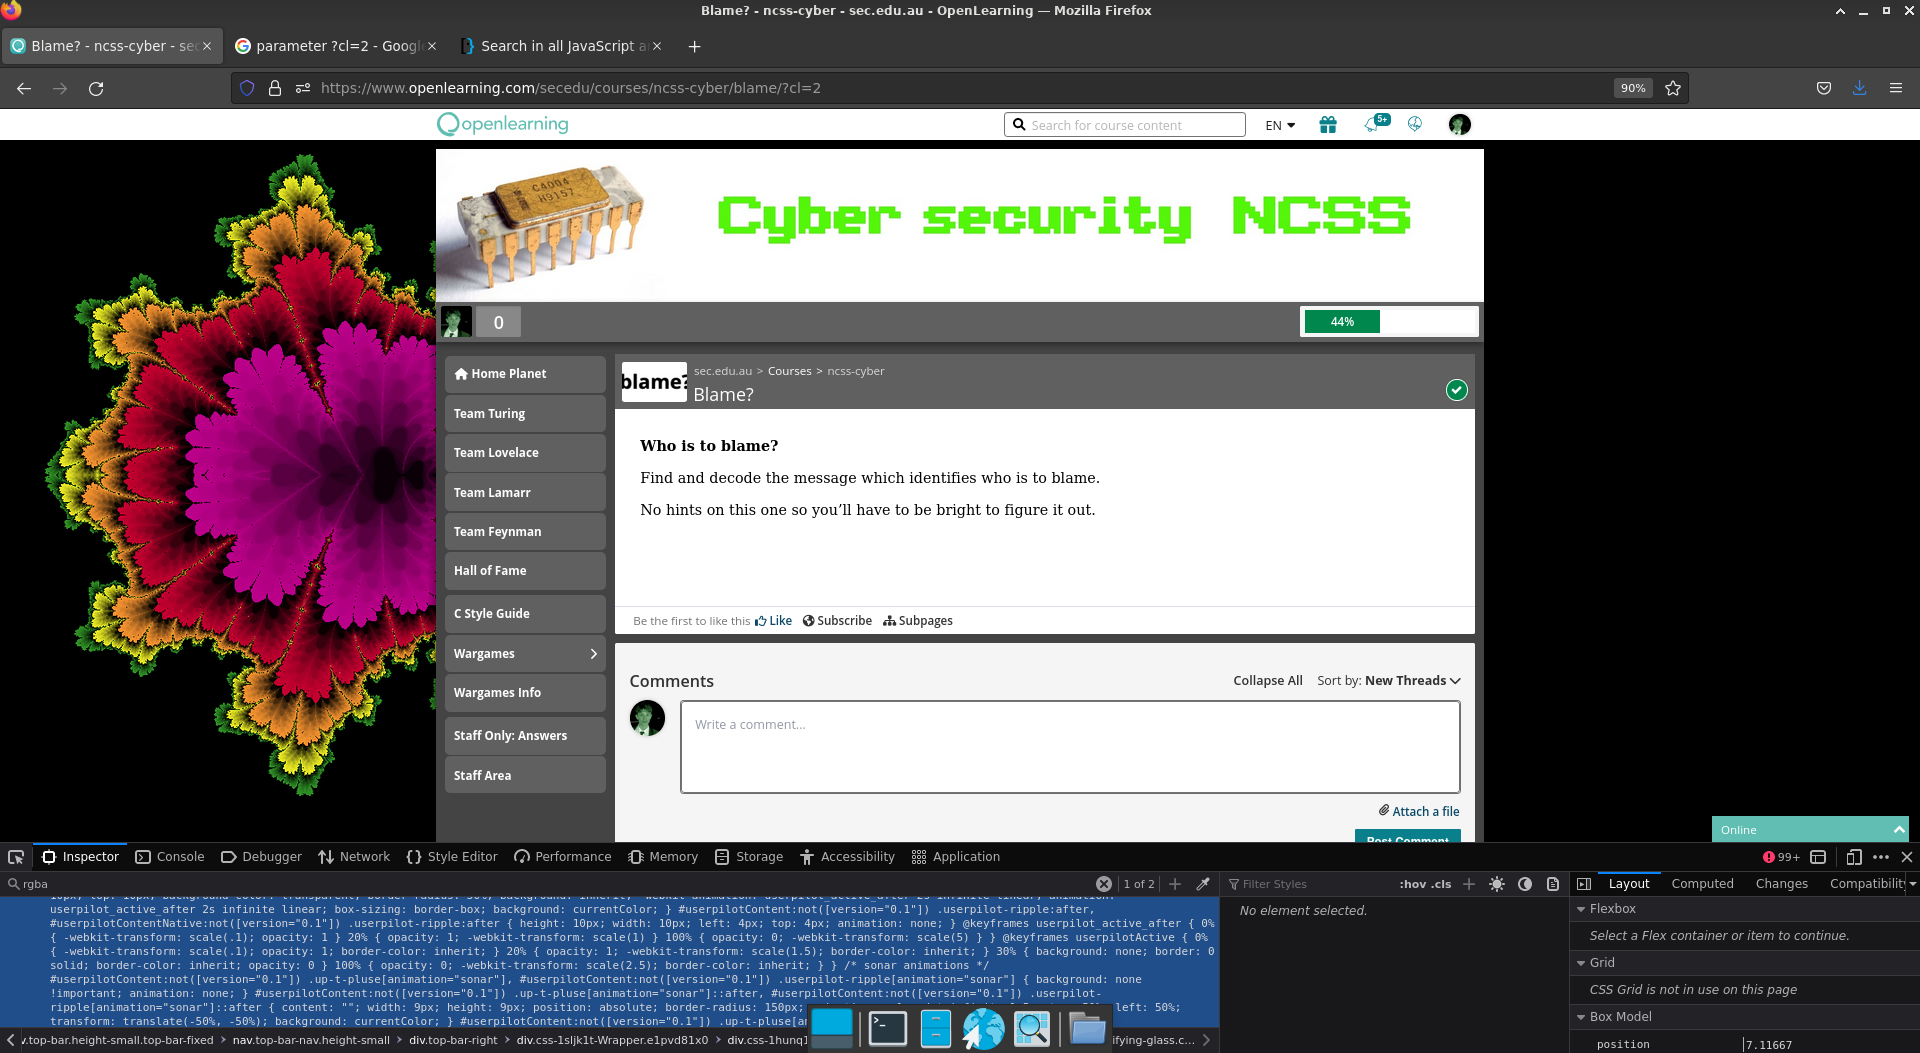 Blame? - ncss-cyber - sec.edu.au - OpenLearning — Mozilla Firefox
Blame? - ncss-cyber - sec
parameter ?cl=2 - Googl
Search in all JavaScript a
https://www.openlearning.com/secedu/courses/ncss-cyber/blame/?cl=2
90%
openlearning
Search for course content
EN
5+
C4004
Cyber security NCSS
0
44%
Home Planet
Team Turing
Team Lovelace
Team Lamarr
Team Feynman
Hall of Fame
C Style Guide
Wargames
Wargames Info
Staff Only: Answers
Staff Area
blame?
sec.edu.au > Courses > ncss-cyber
Blame?
Who is to blame?
Find and decode the message which identifies who is to blame.
No hints on this one so you’ll have to be bright to figure it out.
Be the first to like this Like Subscribe Subpages
Comments
Collapse All Sort by: New Threads
Write a comment...
Attach a file
Post Comment
Online
Inspector Console Debugger Network Style Editor Performance Memory Storage Accessibility Application
99+
rgba
1 of 2
userpilot_active_after 2s infinite linear; box-sizing: border-box; background: currentColor; } #userpilotContent:not([version="0.1"]) .userpilot-ripple:after,
#userpilotContentNative:not([version="0.1"]) .userpilot-ripple:after { height: 10px; width: 10px; left: 4px; top: 4px; animation: none; } @keyframes userpilot_active_after { 0%
{ -webkit-transform: scale(.1); opacity: 1 } 20% { opacity: 1; -webkit-transform: scale(1) } 100% { opacity: 0; -webkit-transform: scale(5) } } @keyframes userpilotActive { 0%
{ -webkit-transform: scale(.1); opacity: 1; border-color: inherit; } 20% { opacity: 1; -webkit-transform: scale(1.5); border-color: inherit; } 30% { background: none; border: 0
solid; border-color: inherit; opacity: 0 } 100% { opacity: 0; -webkit-transform: scale(2.5); border-color: inherit; } } /* sonar animations */
#userpilotContent:not([version="0.1"]) .up-t-pluse[animation="sonar"], #userpilotContent:not([version="0.1"]) .userpilot-ripple[animation="sonar"] { background: none
!important; animation: none; } #userpilotContent:not([version="0.1"]) .up-t-pluse[animation="sonar"]::after, #userpilotContent:not([version="0.1"]) .userpilot-
ripple[animation="sonar"]::after { content: ""; width: 9px; height: 9px; position: absolute; border-radius: 150px; left: 50%;
transform: translate(-50%, -50%); background: currentColor; } #userpilotContent:not([version="0.1"]) .up-t-pluse[an
.top-bar.height-small.top-bar-fixed nav.top-bar-nav.height-small div.top-bar-right div.css-1sljk1t-Wrapper.e1pvd81x0 div.css-1hunq1 ifying-glass.c...
Filter Styles
:hov .cls
No element selected.
Layout Computed Changes Compatibility
Flexbox
Select a Flex container or item to continue.
Grid
CSS Grid is not in use on this page
Box Model
position 7.11667